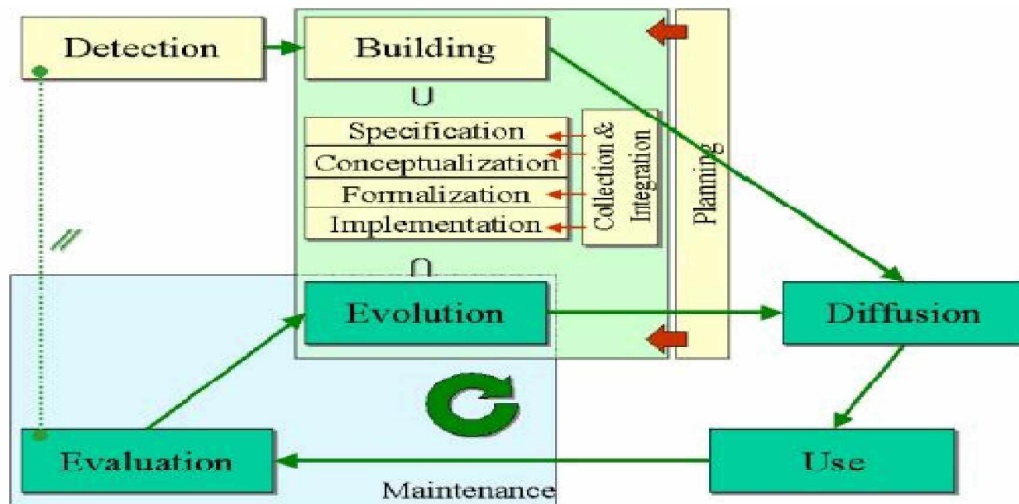 Detection
Building
∪
Specification
Conceptualization
Formalization
Implementation
Collection &
Integration
Planning
∩
Evolution
Diffusion
Evaluation
Use
Maintenance